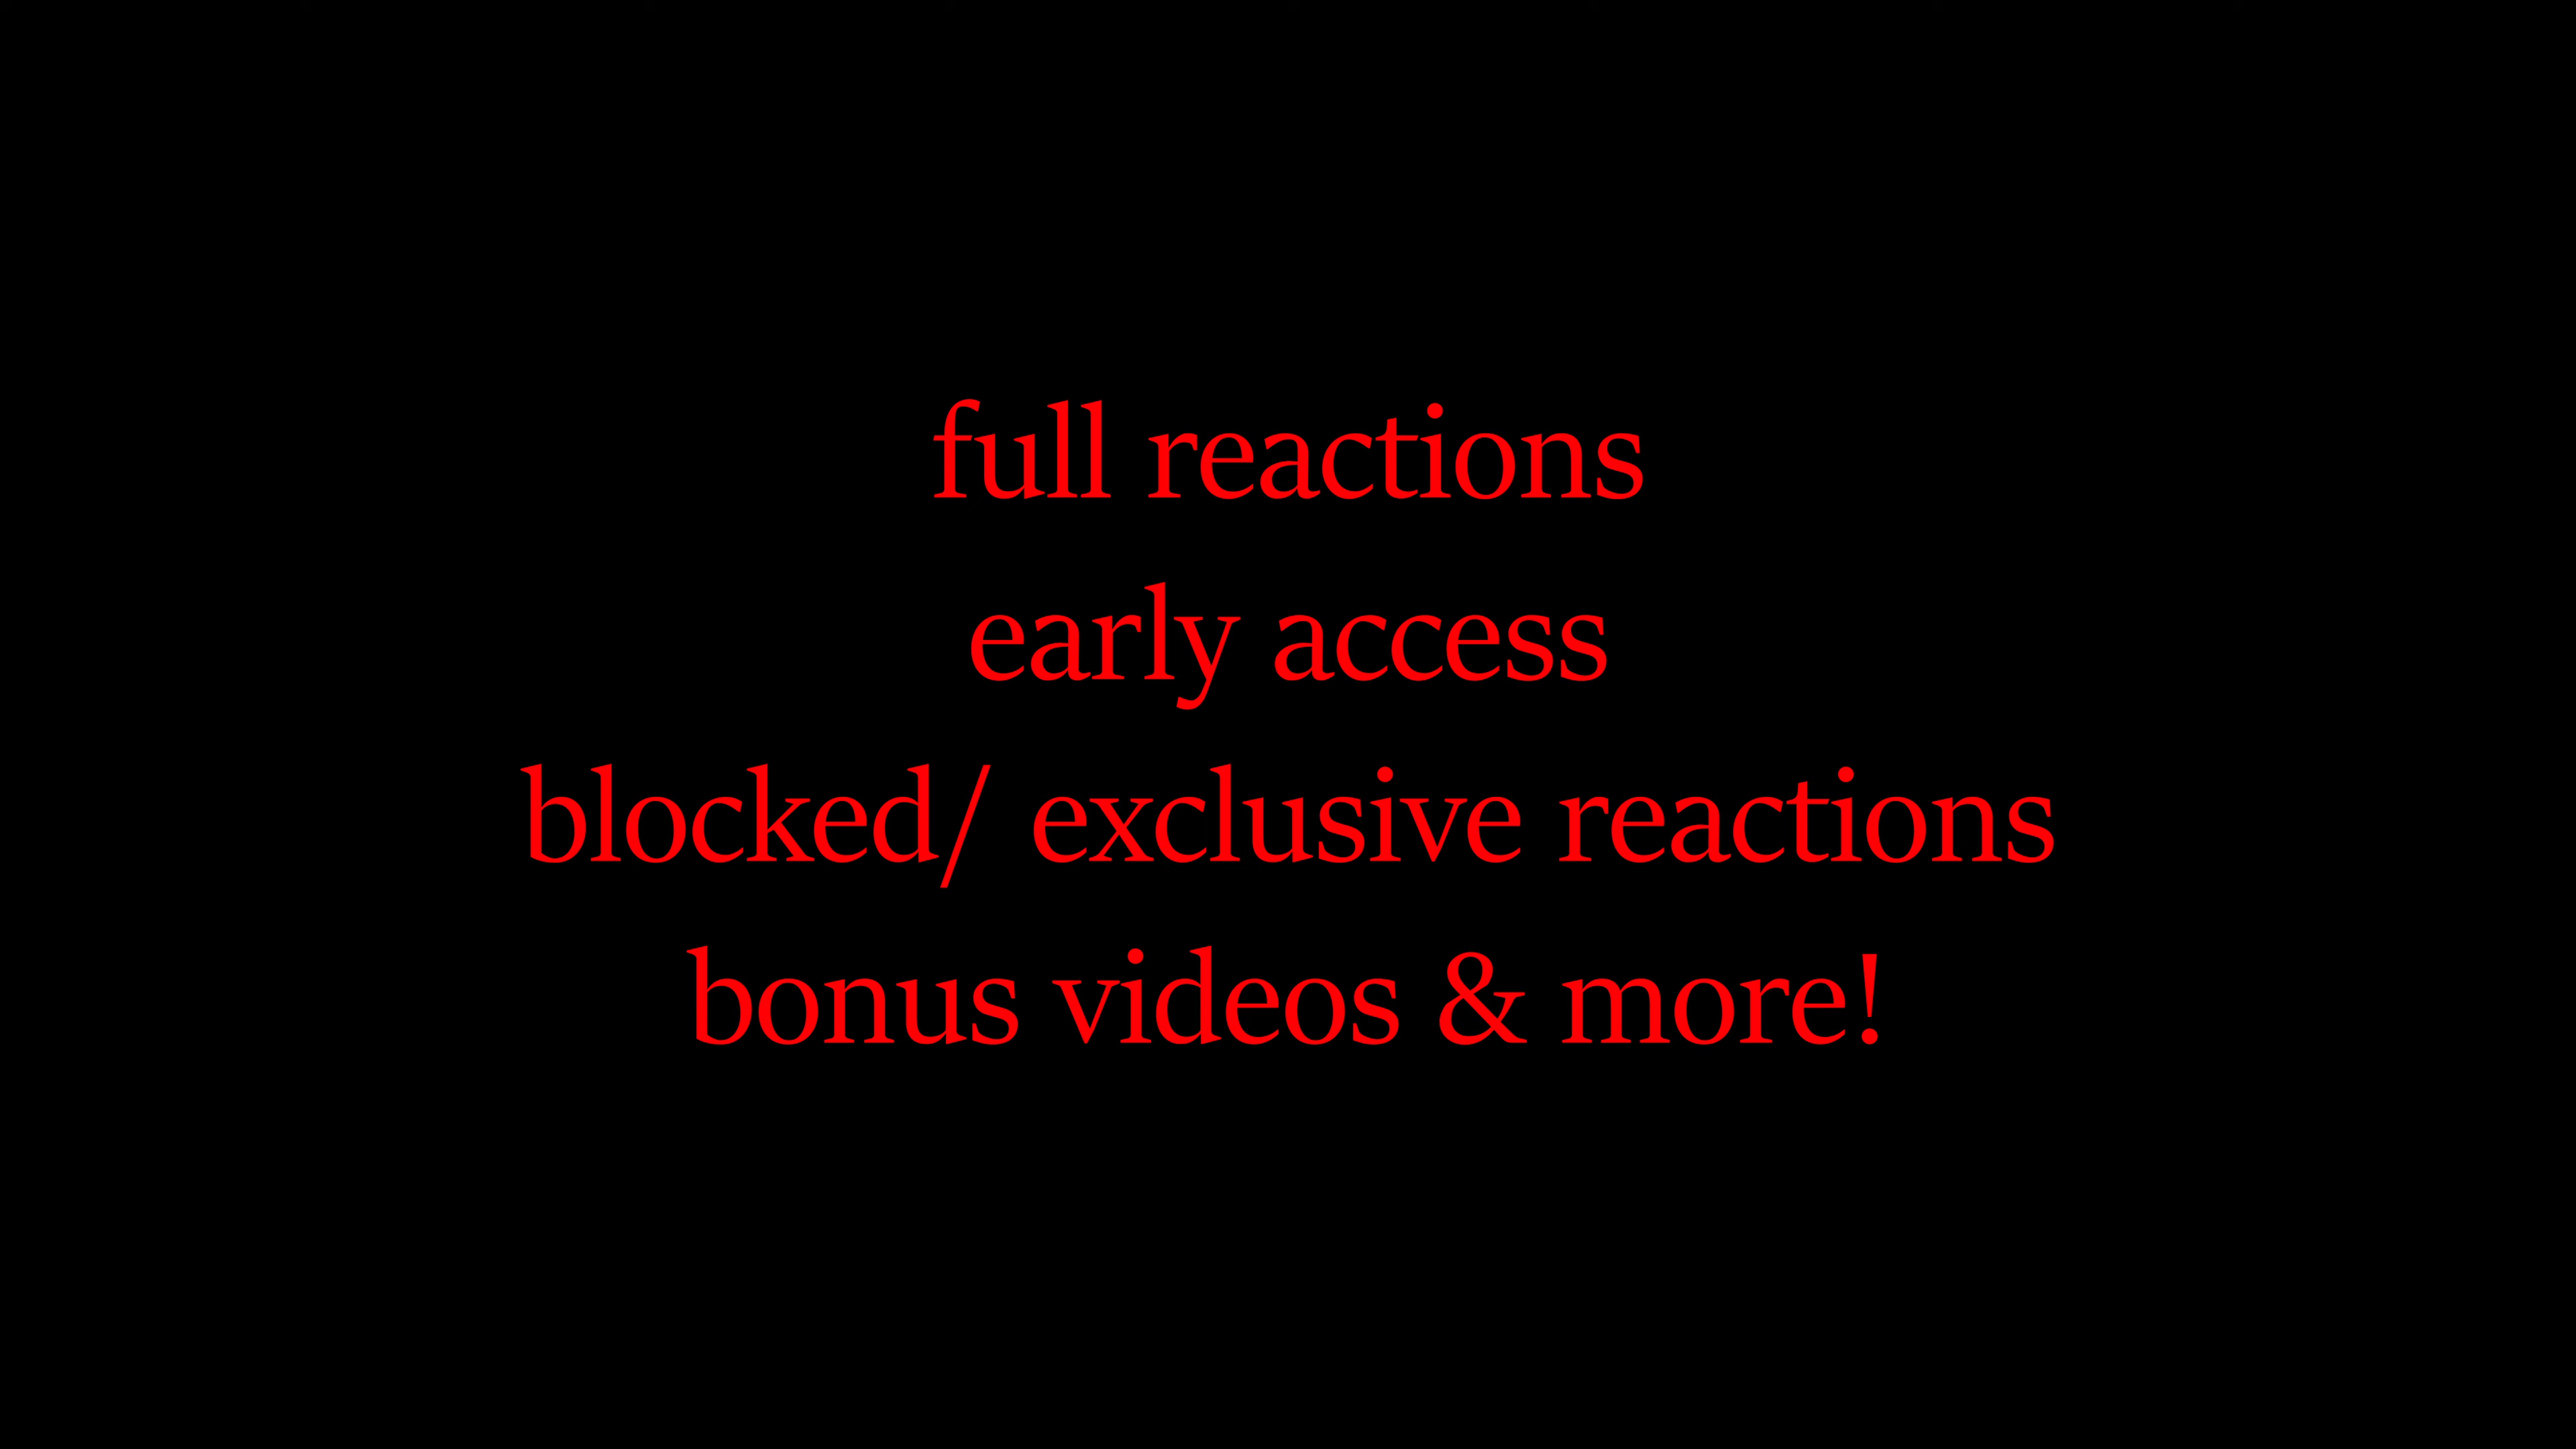 full reactions
early access
blocked/ exclusive reactions
bonus videos & more!